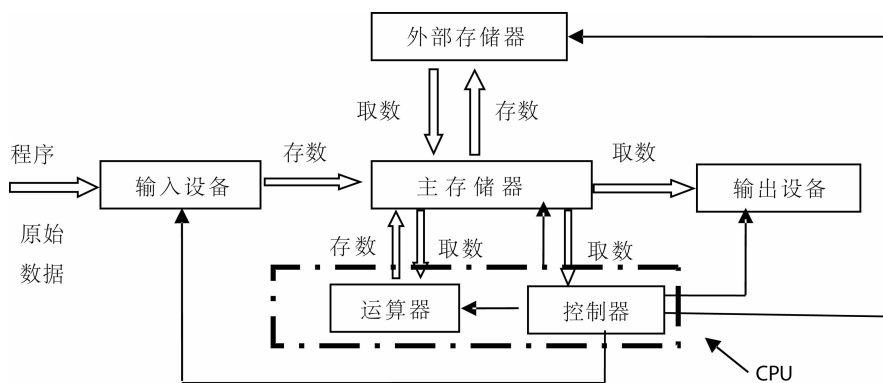 外部存储器
取数
存数
程序
输入设备
存数
主存储器
取数
输出设备
原始
数据
存数
取数
取数
运算器
控制器
CPU